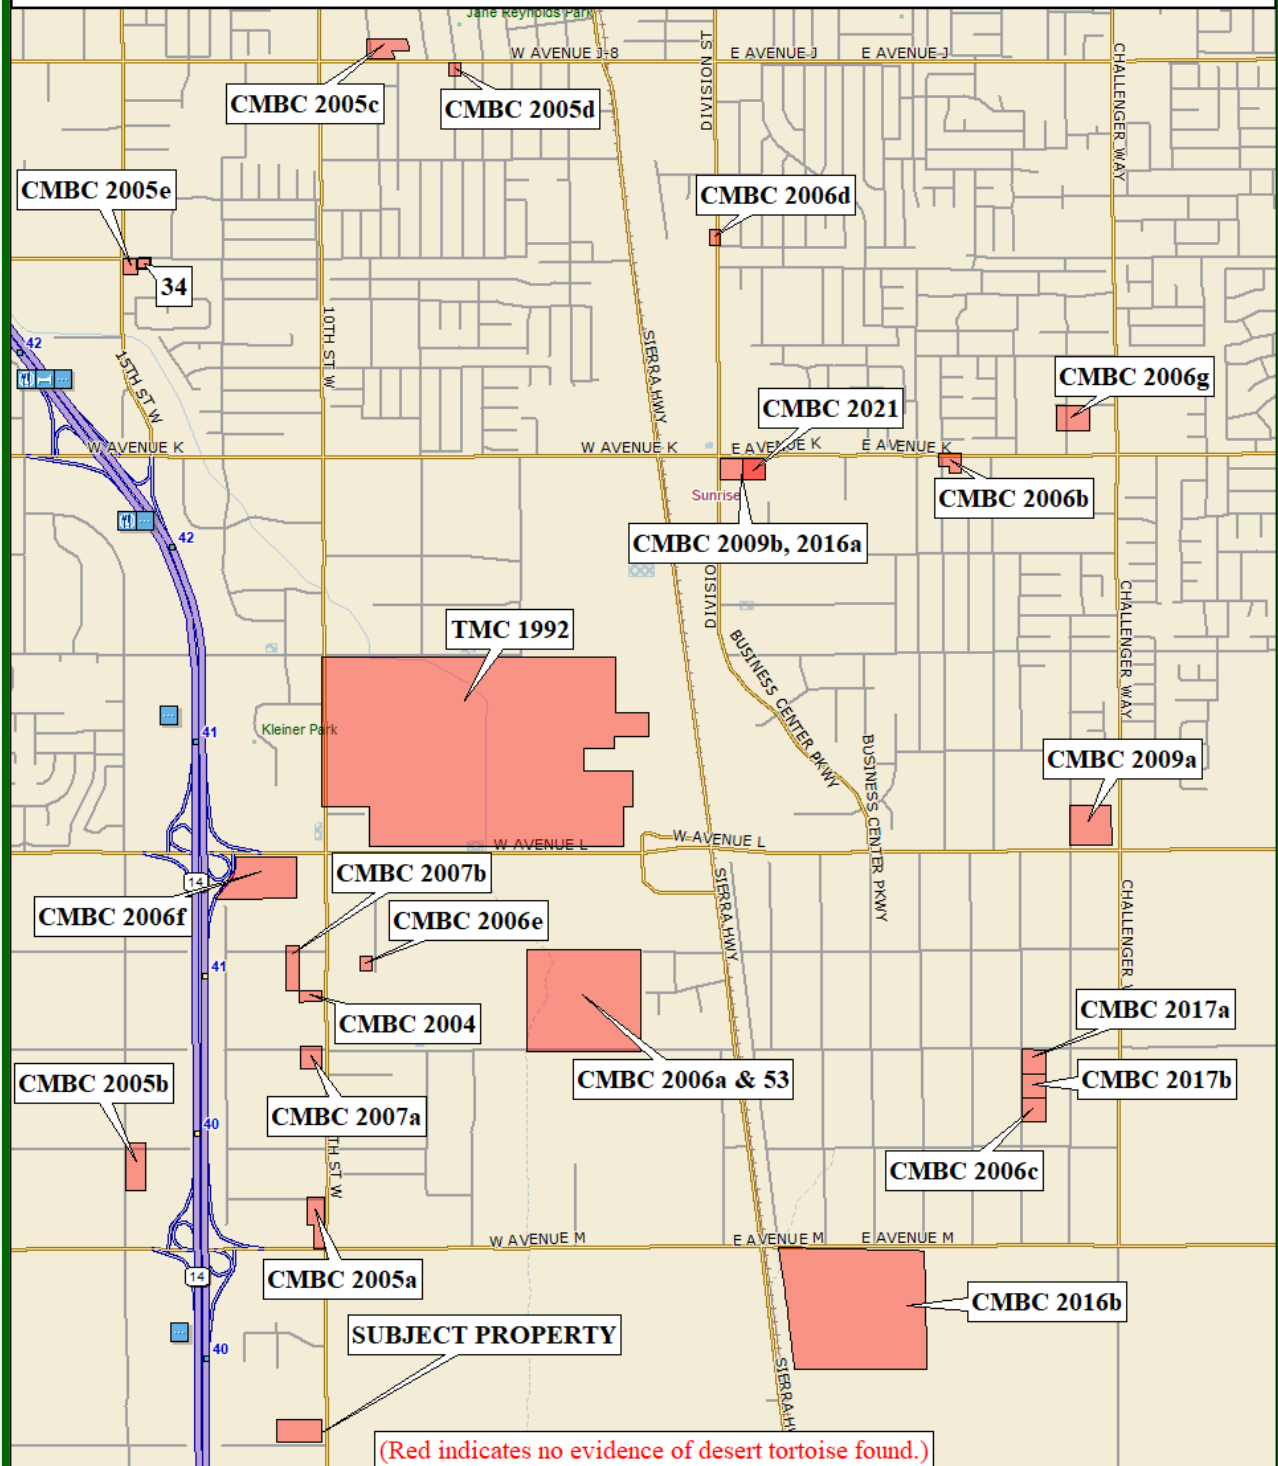 Jane Reynolds Park
W AVENUE J-8
DIVISION ST
E AVENUE J
E AVENUE J
CHALLENGER WAY
CMBC 2005c
CMBC 2005d
CMBC 2005e
CMBC 2006d
34
10TH ST W
SIERRA HWY
42
15TH ST W
CMBC 2006g
CMBC 2021
W AVENUE K
W AVENUE K
E AVENUE K
E AVENUE K
Sunrise
CMBC 2006b
CMBC 2009b, 2016a
42
DIVISIO
CHALLENGER WAY
TMC 1992
BUSINESS CENTER PKWY
Kleiner Park
41
BUSINESS CENTER PKWY
CMBC 2009a
W AVENUE L
W AVENUE L
14
CMBC 2007b
SIERRA HWY
CHALLENGER
CMBC 2006f
CMBC 2006e
41
CMBC 2004
CMBC 2017a
CMBC 2005b
CMBC 2006a & 53
CMBC 2017b
CMBC 2007a
40
TH ST W
CMBC 2006c
W AVENUE M
E AVENUE M
E AVENUE M
14
CMBC 2005a
CMBC 2016b
SUBJECT PROPERTY
40
SIERRA H
(Red indicates no evidence of desert tortoise found.)